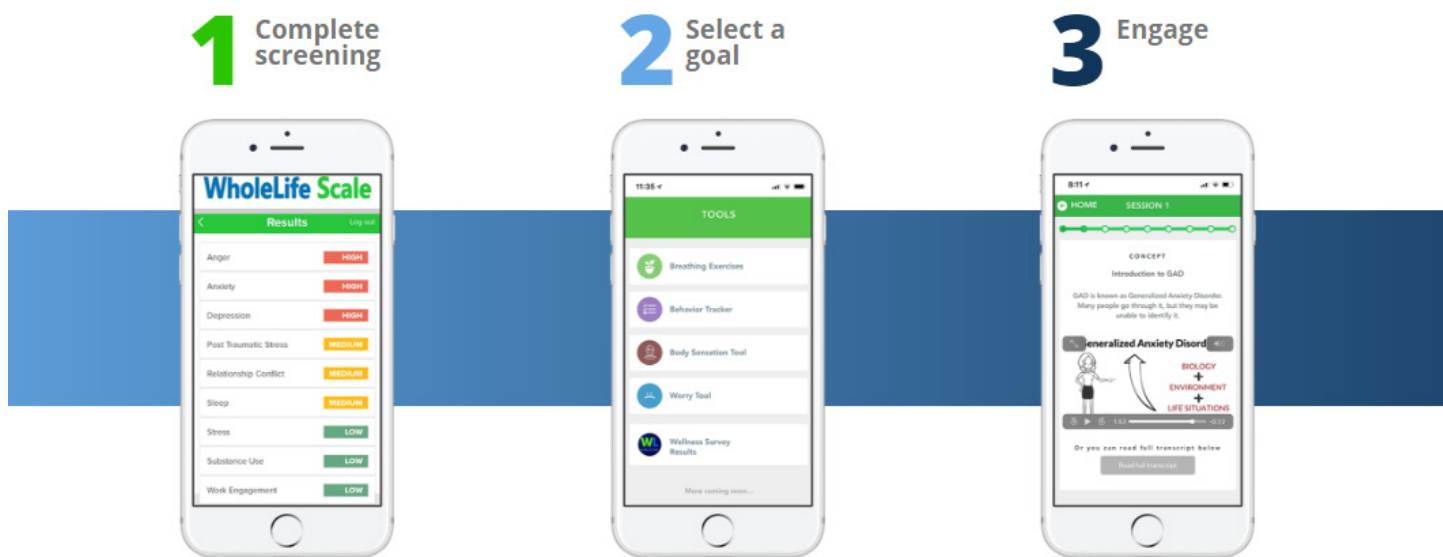 1 Complete
screening
2 Select a
goal
3 Engage
WholeLife Scale
Results Log out
Anger HIGH
Anxiety HIGH
Depression HIGH
Post Traumatic Stress MEDIUM
Relationship Conflict MEDIUM
Sleep MEDIUM
Stress LOW
Substance Use LOW
Work Engagement LOW
11:35
TOOLS
Breathing Exercises
Behavior Tracker
Body Sensation Tool
Worry Tool
WL
Wellness Survey
Results
More coming soon...
8:11
HOME SESSION 1
CONCEPT
Introduction to GAD
GAD is known as Generalized Anxiety Disorder.
Many people go through it, but they may be
unable to identify it.
Generalized Anxiety Disord
BIOLOGY
+
ENVIRONMENT
+
LIFE SITUATIONS
Or you can read full transcript below
Read full transcript